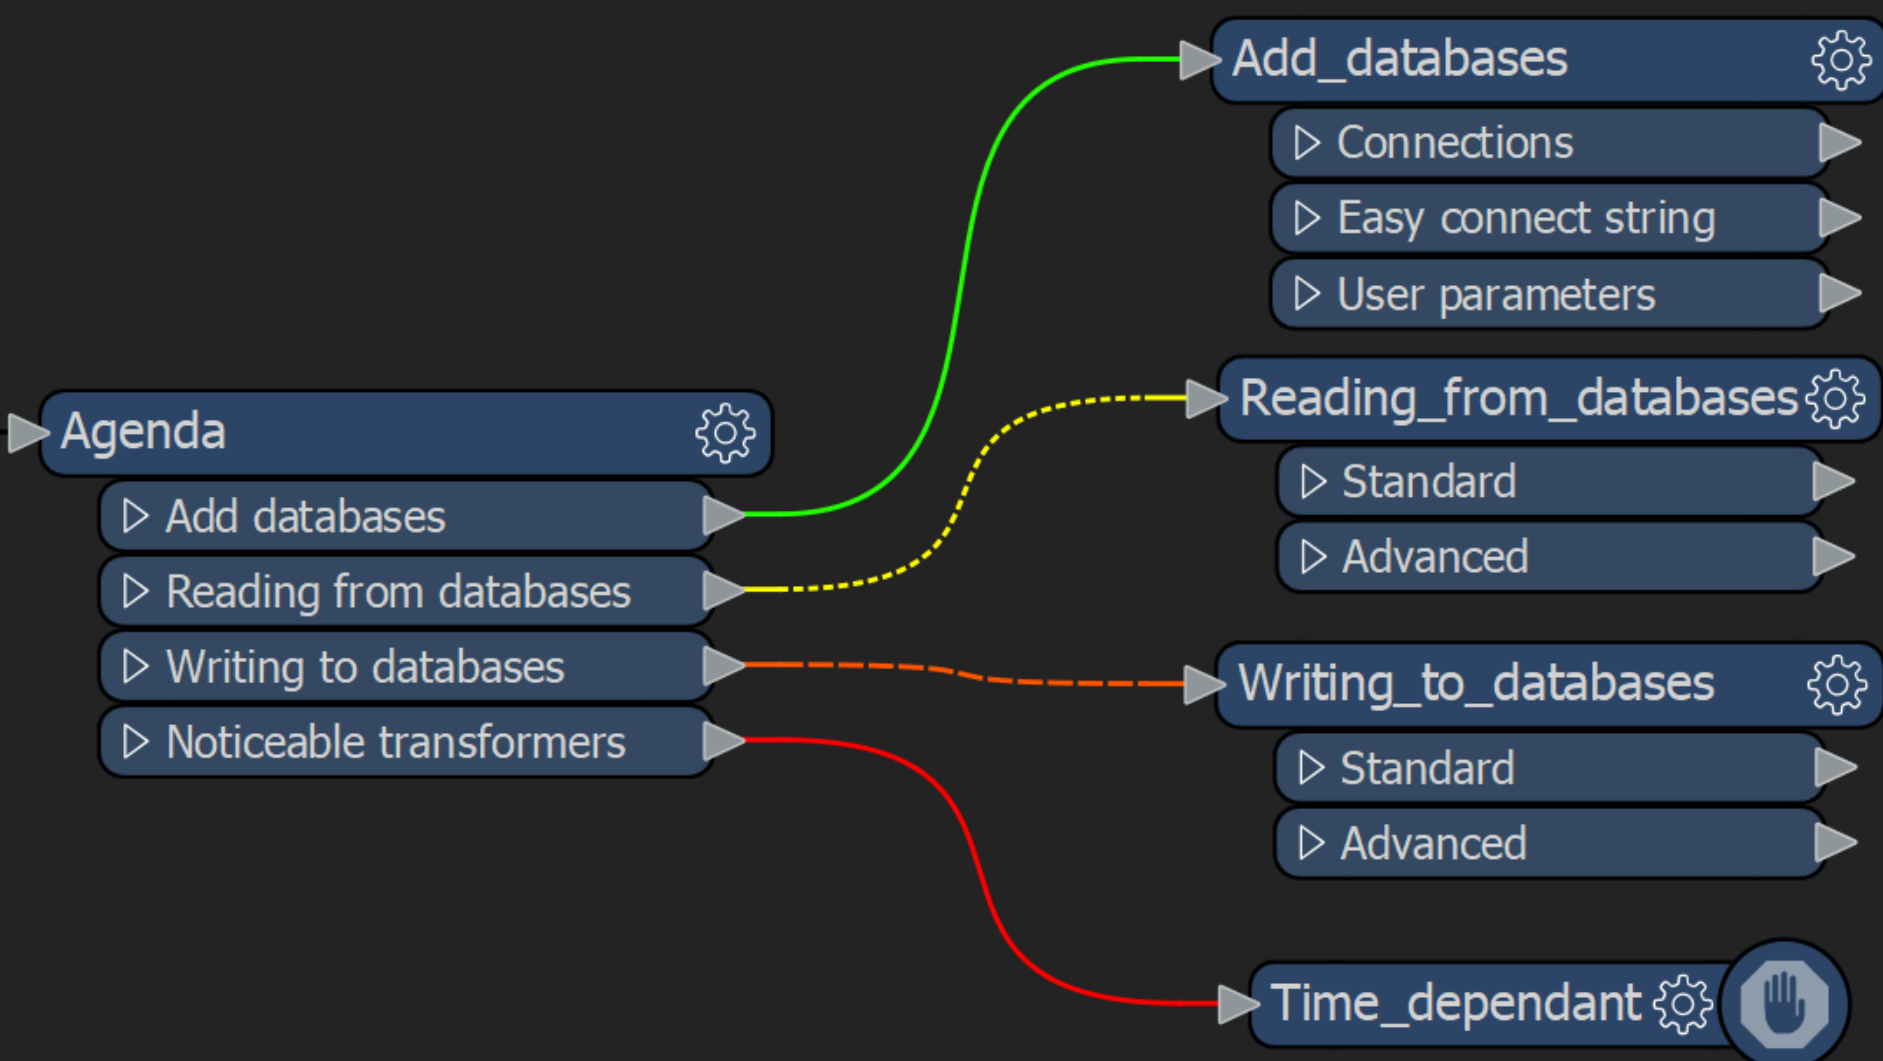 Agenda
Add databases
Reading from databases
Writing to databases
Noticeable transformers
Add_databases
Connections
Easy connect string
User parameters
Reading_from_databases
Standard
Advanced
Writing_to_databases
Standard
Advanced
Time_dependant